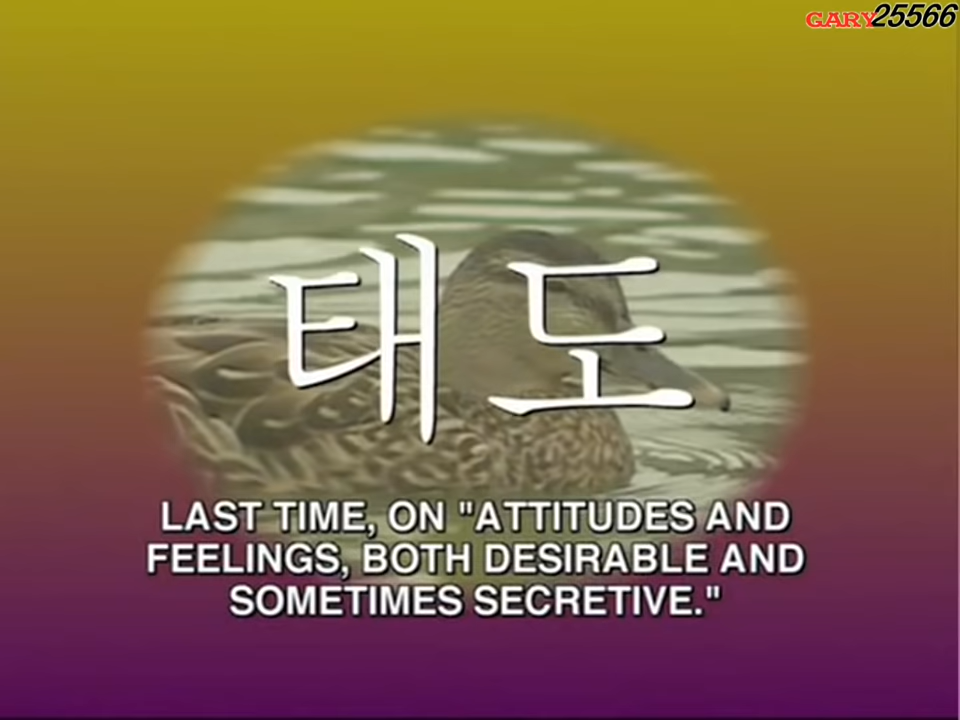 GARY25566
태도
LAST TIME, ON "ATTITUDES AND
FEELINGS, BOTH DESIRABLE AND
SOMETIMES SECRETIVE."